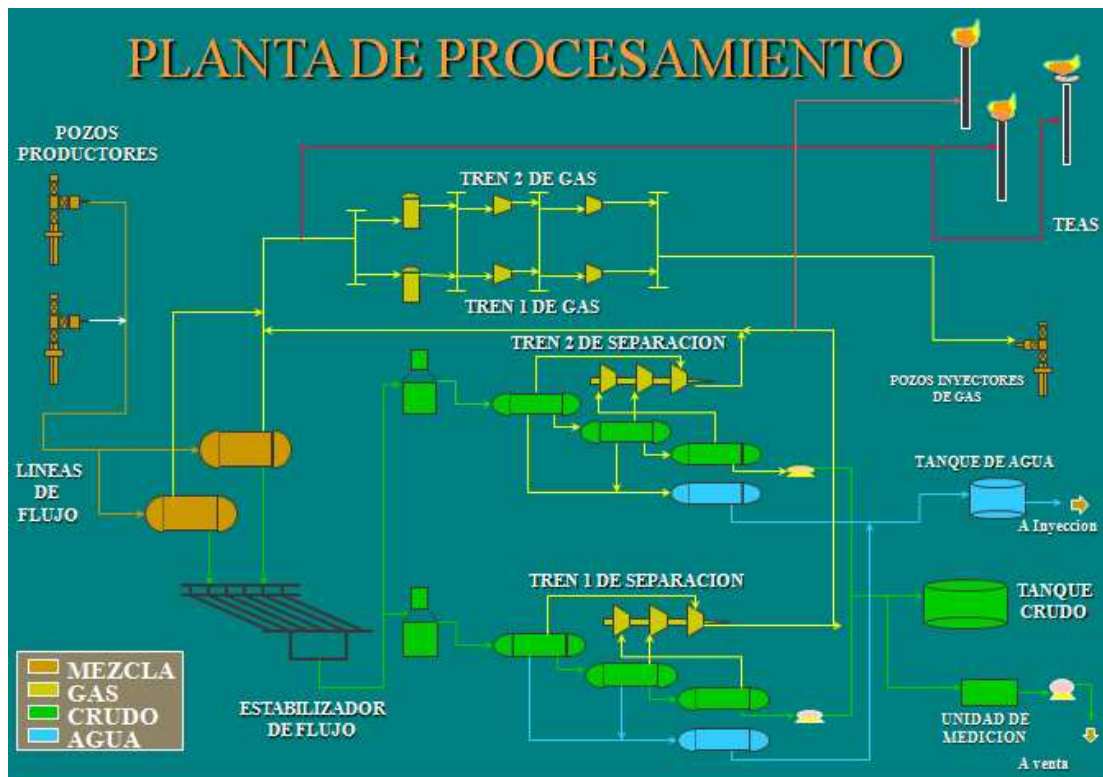 PLANTA DE PROCESAMIENTO
POZOS
PRODUCTORES
TREN 2 DE GAS
TEAS
TREN 1 DE GAS
TREN 2 DE SEPARACION
POZOS INYECTORES
DE GAS
LINEAS
DE
FLUJO
TANQUE DE AGUA
A Inyeccion
TREN 1 DE SEPARACION
TANQUE
CRUDO
MEZCLA
GAS
CRUDO
AGUA
ESTABILIZADOR
DE FLUJO
UNIDAD DE
MEDICION
A venta